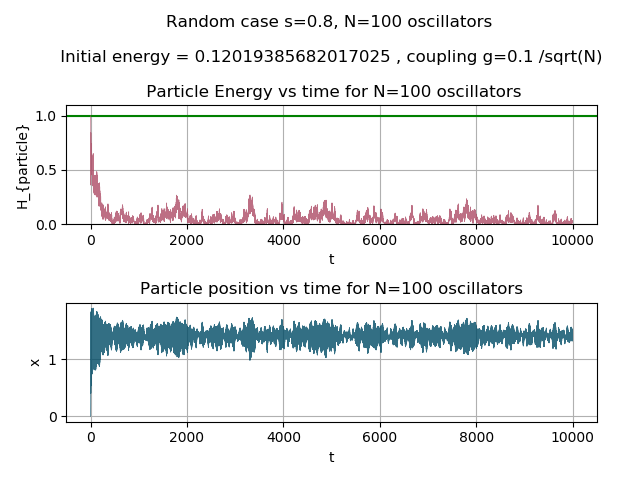 Random case s=0.8, N=100 oscillators
Initial energy = 0.12019385682017025 , coupling g=0.1 /sqrt(N)
Particle Energy vs time for N=100 oscillators
H_{particle}
1.0
0.5
0.0
0 2000 4000 6000 8000 10000
t
Particle position vs time for N=100 oscillators
x
1
0
0 2000 4000 6000 8000 10000
t